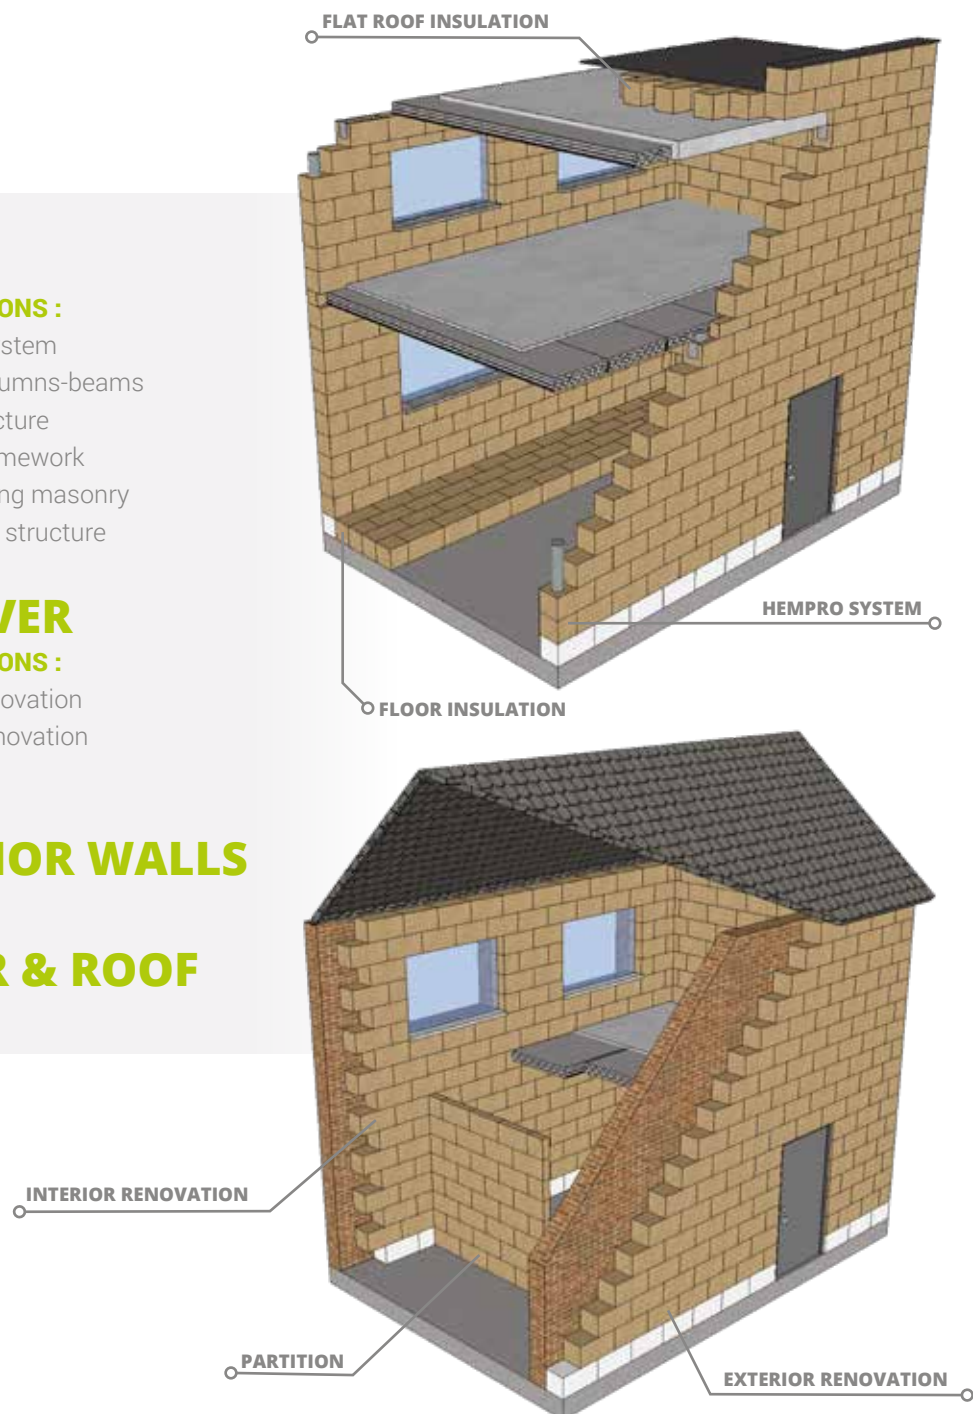 FLAT ROOF INSULATION
ONS :
stem
umns-beams
cture
mework
ng masonry
structure
VER
ONS :
ovation
novation
HEMPRO SYSTEM
FLOOR INSULATION
IOR WALLS
R & ROOF
INTERIOR RENOVATION
PARTITION
EXTERIOR RENOVATION